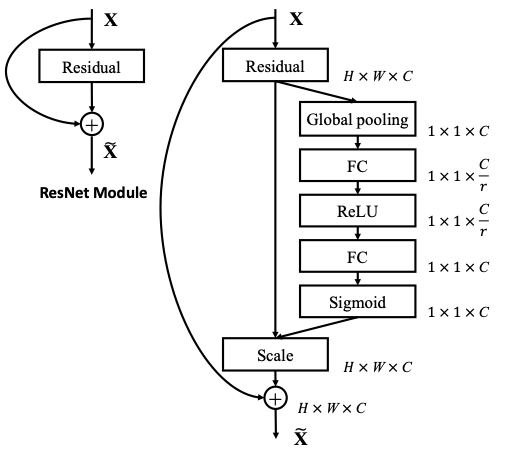 X
Residual
+
X̃
ResNet Module
X
Residual
H × W × C
Global pooling
1 × 1 × C
FC
1 × 1 × C/r
ReLU
1 × 1 × C/r
FC
1 × 1 × C
Sigmoid
1 × 1 × C
Scale
H × W × C
+
H × W × C
X̃